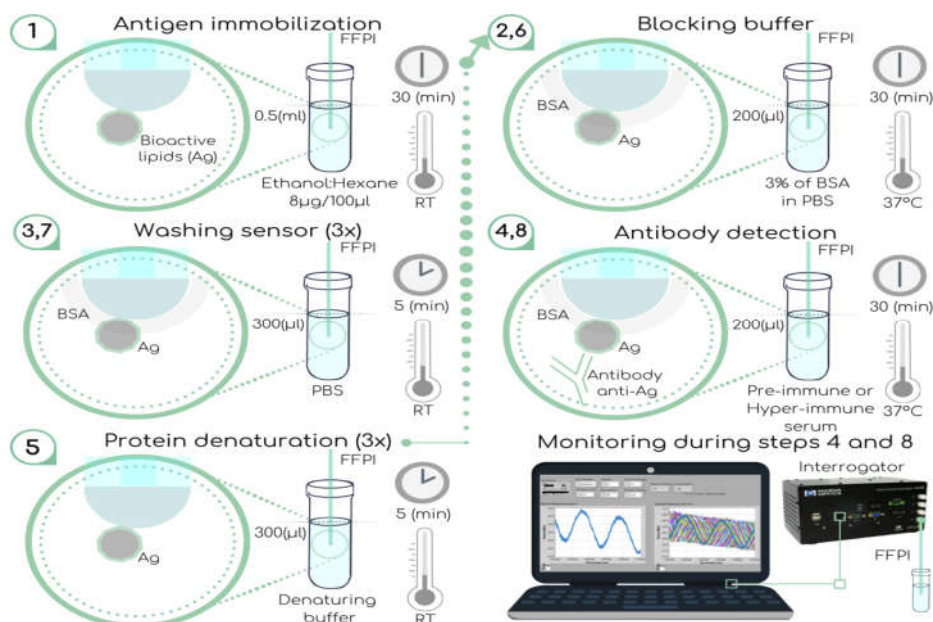 1
Antigen immobilization
FFPI
30 (min)
0.5(ml)
Bioactive
lipids (Ag)
Ethanol:Hexane
8µg/100µl
RT
2,6
Blocking buffer
FFPI
30 (min)
BSA
200(µl)
Ag
3% of BSA
in PBS
37ºC
3,7
Washing sensor (3x)
FFPI
5 (min)
BSA
300(µl)
Ag
PBS
RT
4,8
Antibody detection
FFPI
30 (min)
BSA
200(µl)
Ag
Antibody
anti-Ag
Pre-immune or
Hyper-immune
serum
37ºC
5
Protein denaturation (3x)
FFPI
5 (min)
300(µl)
Ag
Denaturing
buffer
RT
Monitoring during steps 4 and 8
Interrogator
FFPI